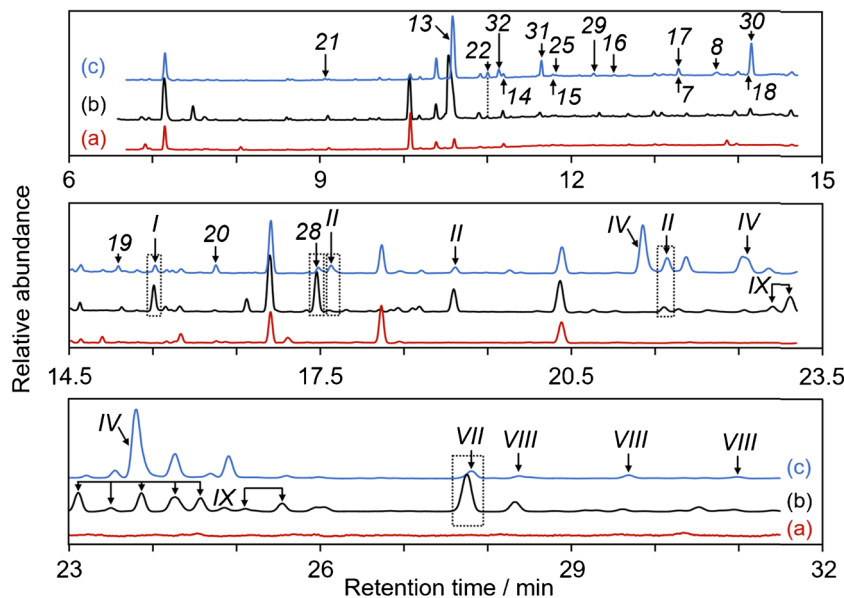 13 32 31 29 17 30
21 22 25 16 8
(c)
(b) 14 15 7 18
(a)
6 9 12 15
19 I 20 28 II II IV II IV
IX
14.5 17.5 20.5 23.5
IV VII VIII VIII VIII
(c)
IX (b)
(a)
23 26 29 32
Relative abundance
Retention time / min